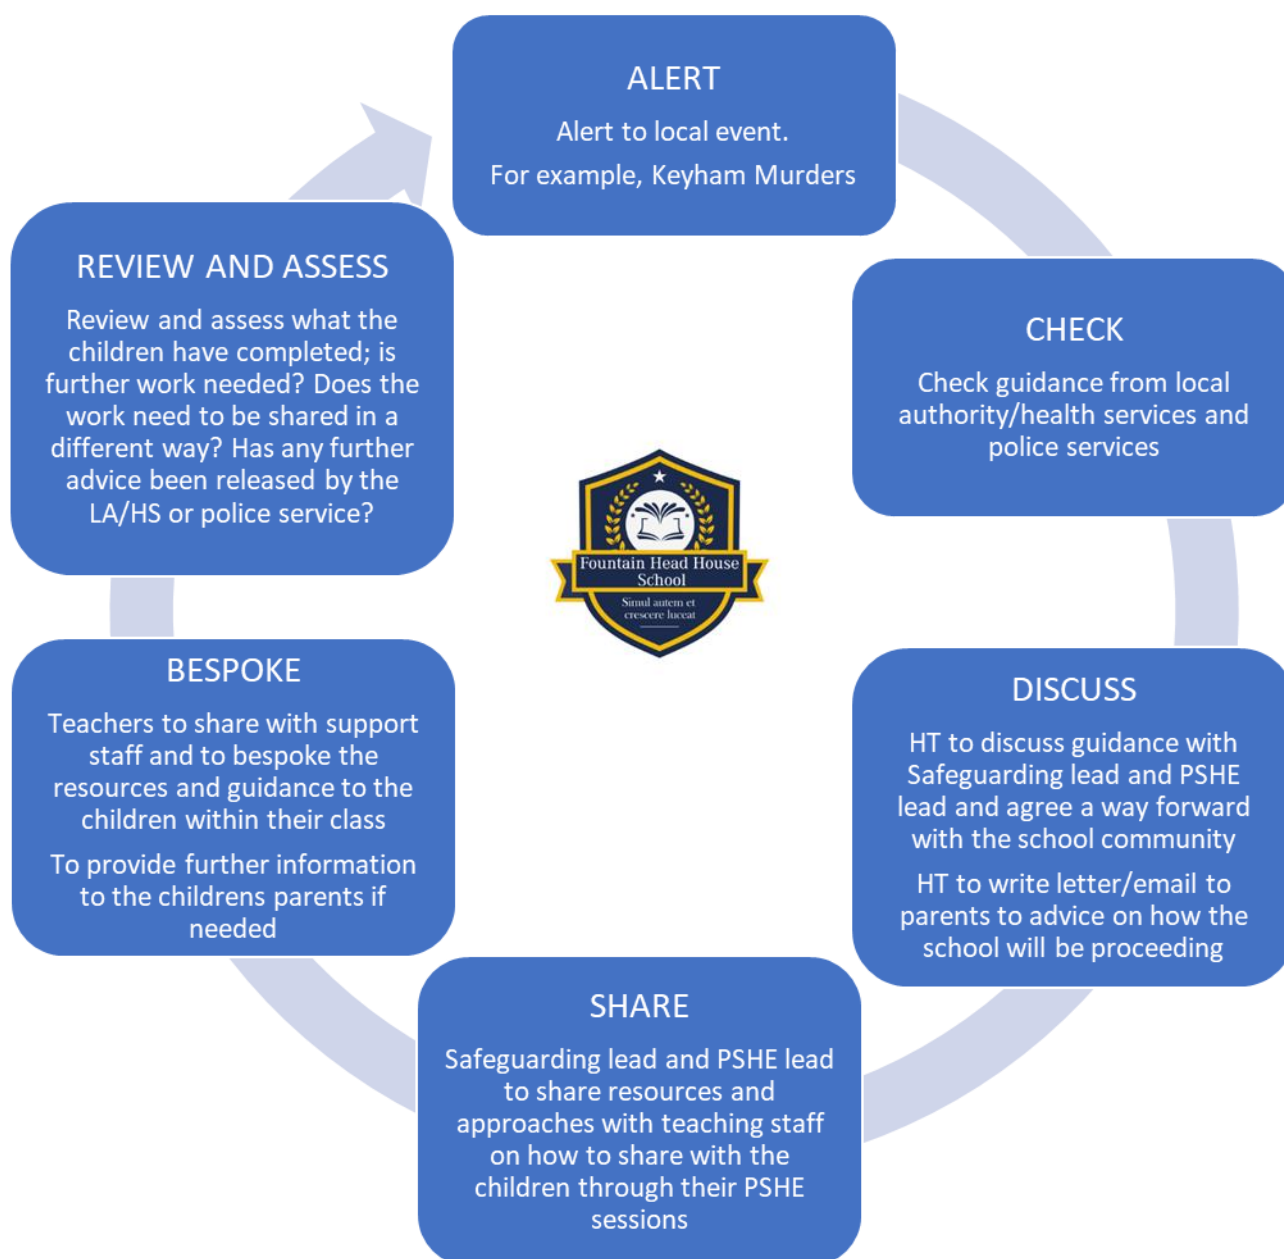 ALERT
Alert to local event.
For example, Keyham Murders
CHECK
Check guidance from local
authority/health services and
police services
DISCUSS
HT to discuss guidance with
Safeguarding lead and PSHE
lead and agree a way forward
with the school community
HT to write letter/email to
parents to advice on how the
school will be proceeding
SHARE
Safeguarding lead and PSHE lead
to share resources and
approaches with teaching staff
on how to share with the
children through their PSHE
sessions
BESPOKE
Teachers to share with support
staff and to bespoke the
resources and guidance to the
children within their class
To provide further information
to the childrens parents if
needed
REVIEW AND ASSESS
Review and assess what the
children have completed; is
further work needed? Does the
work need to be shared in a
different way? Has any further
advice been released by the
LA/HS or police service?
Fountain Head House
School
Simul autem et
crescere luceat